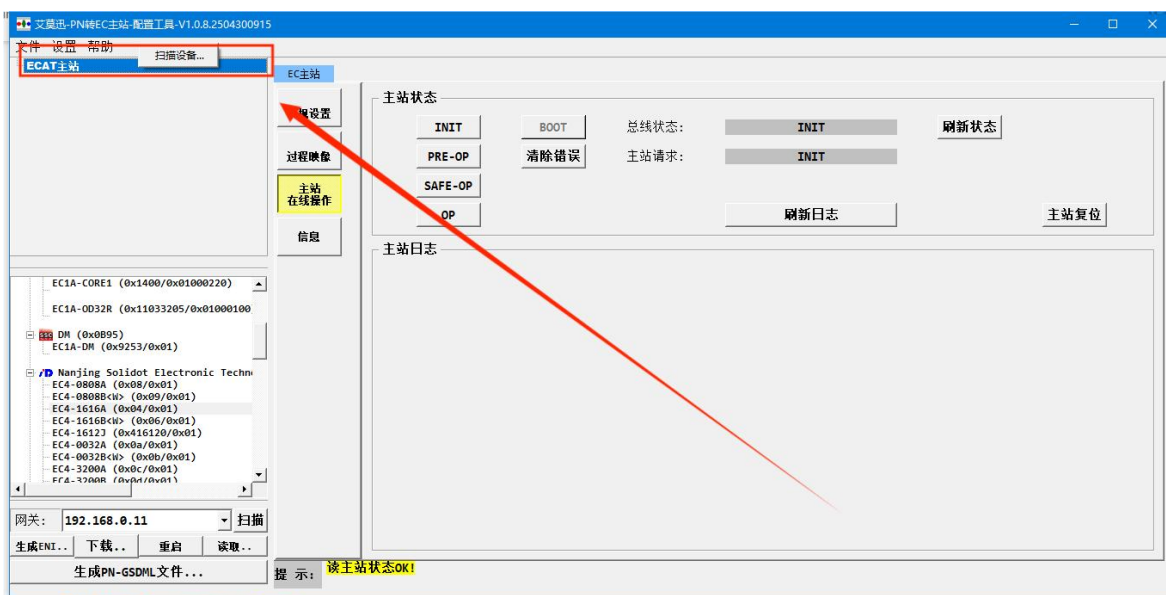 艾莫迅-PN转EC主站-配置工具-V1.0.8.2504300915
文件 设置 帮助
扫描设备...
ECAT主站
EC主站
设置
过程映像
主站
在线操作
信息
主站状态
INIT BOOT 总线状态: INIT 刷新状态
PRE-OP 清除错误 主站请求: INIT
SAFE-OP
OP 刷新日志 主站复位
主站日志
EC1A-CORE1 (0x1400/0x01000220)
EC1A-OD32R (0x11033205/0x01000100
DM (0x0B95)
EC1A-DM (0x9253/0x01)
Nanjing Solidot Electronic Techn
EC4-0808A (0x08/0x01)
EC4-0808B<W> (0x09/0x01)
EC4-1616A (0x04/0x01)
EC4-1616B<W> (0x06/0x01)
EC4-1612J (0x416120/0x01)
EC4-0032A (0x0a/0x01)
EC4-0032B<W> (0x0b/0x01)
EC4-3200A (0x0c/0x01)
EC4-3200B (0x0d/0x01)
网关: 192.168.0.11 扫描
生成ENI.. 下载.. 重启 读取..
生成PN-GSDML文件...
提 示: 读主站状态OK!